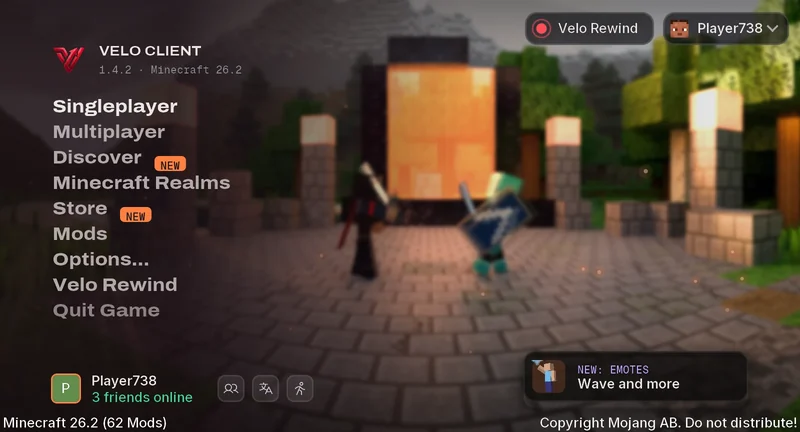 Velo Rewind
Player738
VELO CLIENT
1.4.2 · Minecraft 26.2
Singleplayer
Multiplayer
Discover NEW
Minecraft Realms
Store NEW
Mods
Options...
Velo Rewind
Quit Game
P
Player738
3 friends online
NEW: EMOTES
Wave and more
Minecraft 26.2 (62 Mods)
Copyright Mojang AB. Do not distribute!